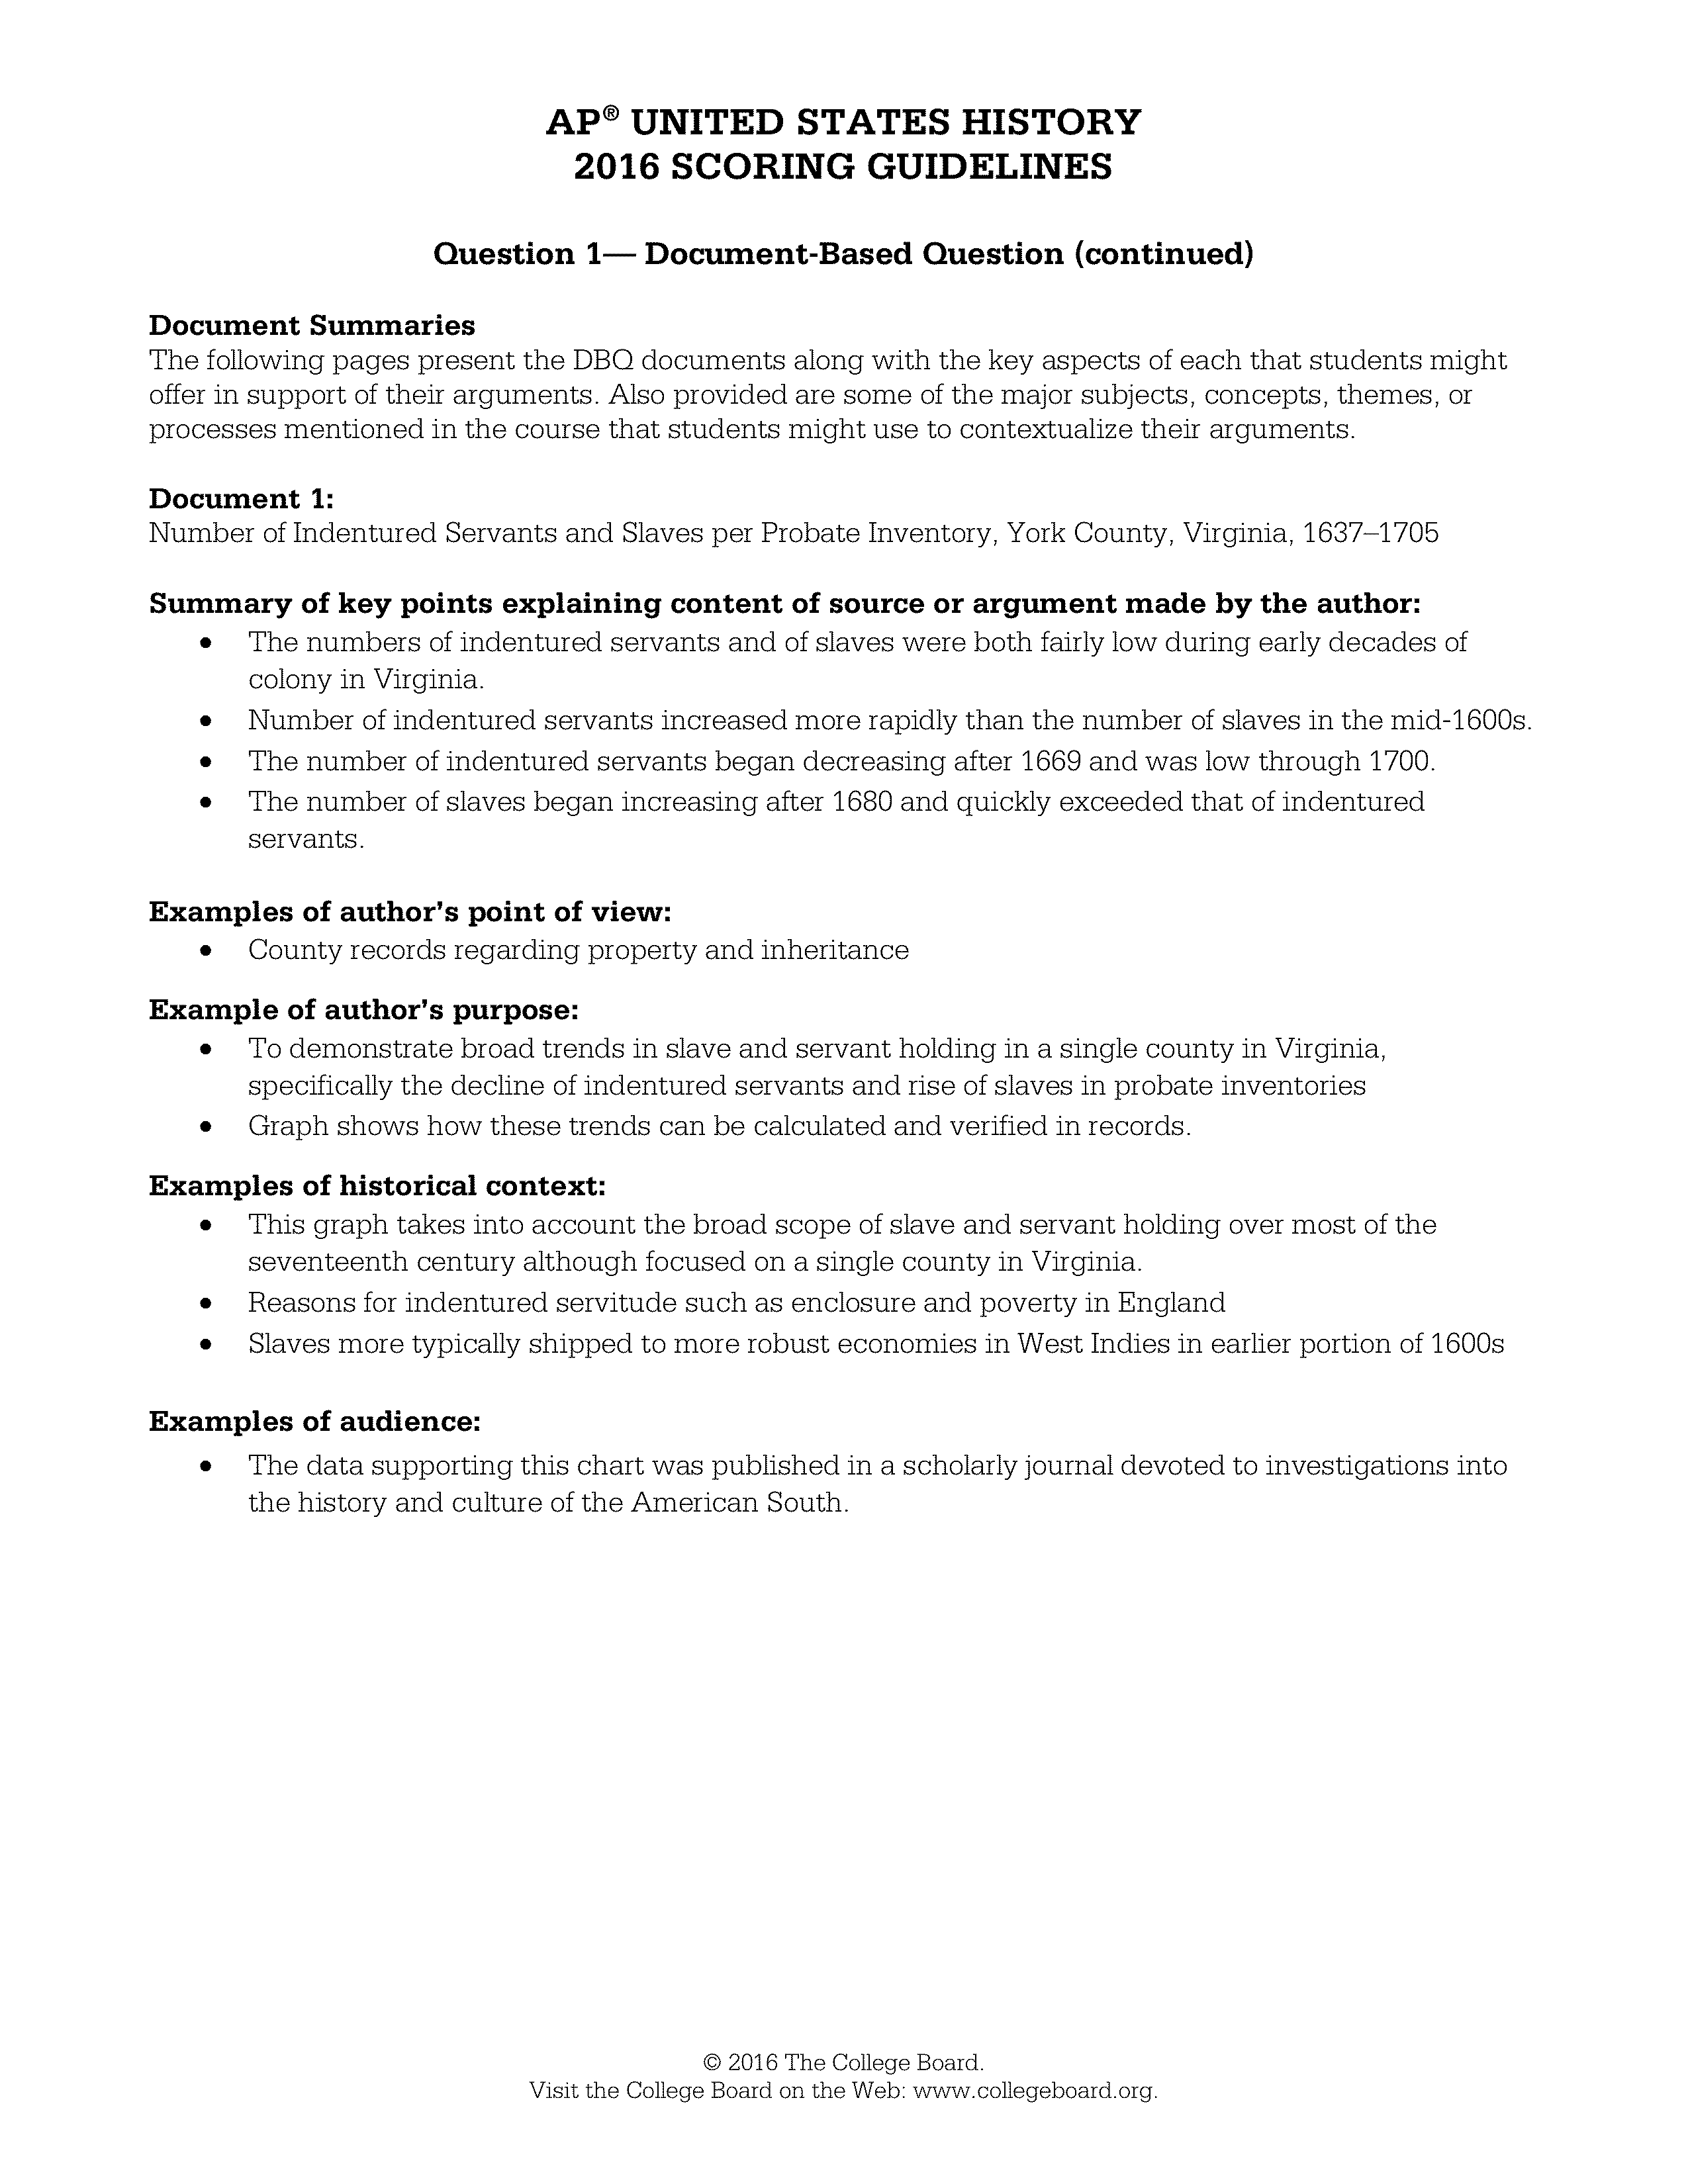 AP® UNITED STATES HISTORY
2016 SCORING GUIDELINES
Question 1— Document-Based Question (continued)
Document Summaries
The following pages present the DBQ documents along with the key aspects of each that students might
offer in support of their arguments. Also provided are some of the major subjects, concepts, themes, or
processes mentioned in the course that students might use to contextualize their arguments.
Document 1:
Number of Indentured Servants and Slaves per Probate Inventory, York County, Virginia, 1637–1705
Summary of key points explaining content of source or argument made by the author:
• The numbers of indentured servants and of slaves were both fairly low during early decades of
colony in Virginia.
• Number of indentured servants increased more rapidly than the number of slaves in the mid-1600s.
• The number of indentured servants began decreasing after 1669 and was low through 1700.
• The number of slaves began increasing after 1680 and quickly exceeded that of indentured
servants.
Examples of author’s point of view:
• County records regarding property and inheritance
Example of author’s purpose:
• To demonstrate broad trends in slave and servant holding in a single county in Virginia,
specifically the decline of indentured servants and rise of slaves in probate inventories
• Graph shows how these trends can be calculated and verified in records.
Examples of historical context:
• This graph takes into account the broad scope of slave and servant holding over most of the
seventeenth century although focused on a single county in Virginia.
• Reasons for indentured servitude such as enclosure and poverty in England
• Slaves more typically shipped to more robust economies in West Indies in earlier portion of 1600s
Examples of audience:
• The data supporting this chart was published in a scholarly journal devoted to investigations into
the history and culture of the American South.
© 2016 The College Board.
Visit the College Board on the Web: www.collegeboard.org.